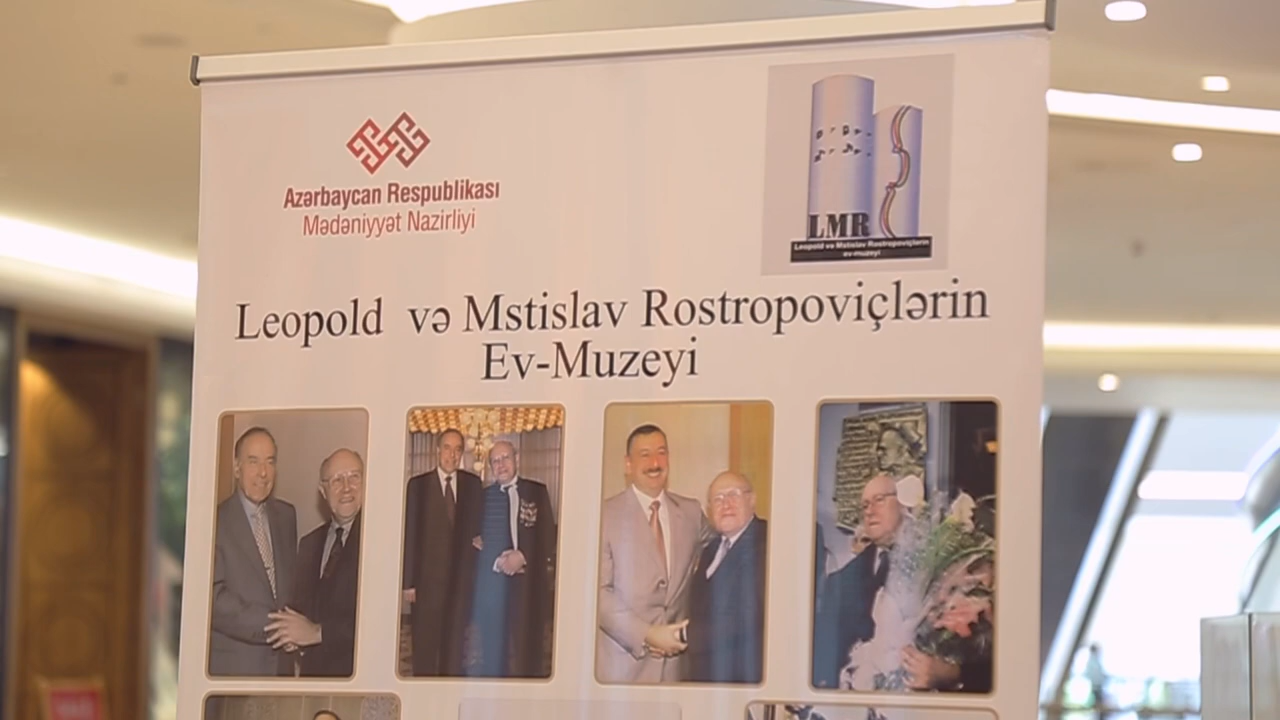 Azərbaycan Respublikası
Mədəniyyət Nazirliyi
LMR
Leopold və Mstislav Rostropoviçlərin
ev-muzeyi
Leopold və Mstislav Rostropoviçlərin
Ev-Muzeyi